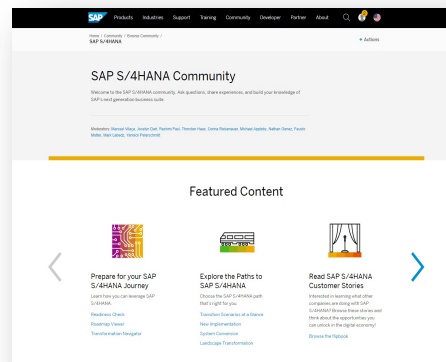 SAP Products Industries Support Training Community Developer Partner About
Home / Community / Browse Community /
SAP S/4HANA
+ Actions
SAP S/4HANA Community
Welcome to the SAP S/4HANA community. Ask questions, share experiences, and build your knowledge of
SAP's next generation business suite.
Featured Content
Prepare for your SAP
S/4HANA Journey
Learn how you can leverage SAP
S/4HANA.
Readiness Check
Roadmap Viewer
Transformation Navigator
Explore the Paths to
SAP S/4HANA
Choose the SAP S/4HANA path
that's right for you.
Transition Scenarios at a Glance
New Implementation
System Conversion
Landscape Transformation
Read SAP S/4HANA
Customer Stories
Interested in learning what other
companies are doing with SAP
S/4HANA? Browse these stories and
think about the opportunities you
can unlock in the digital economy!
Browse the flipbook